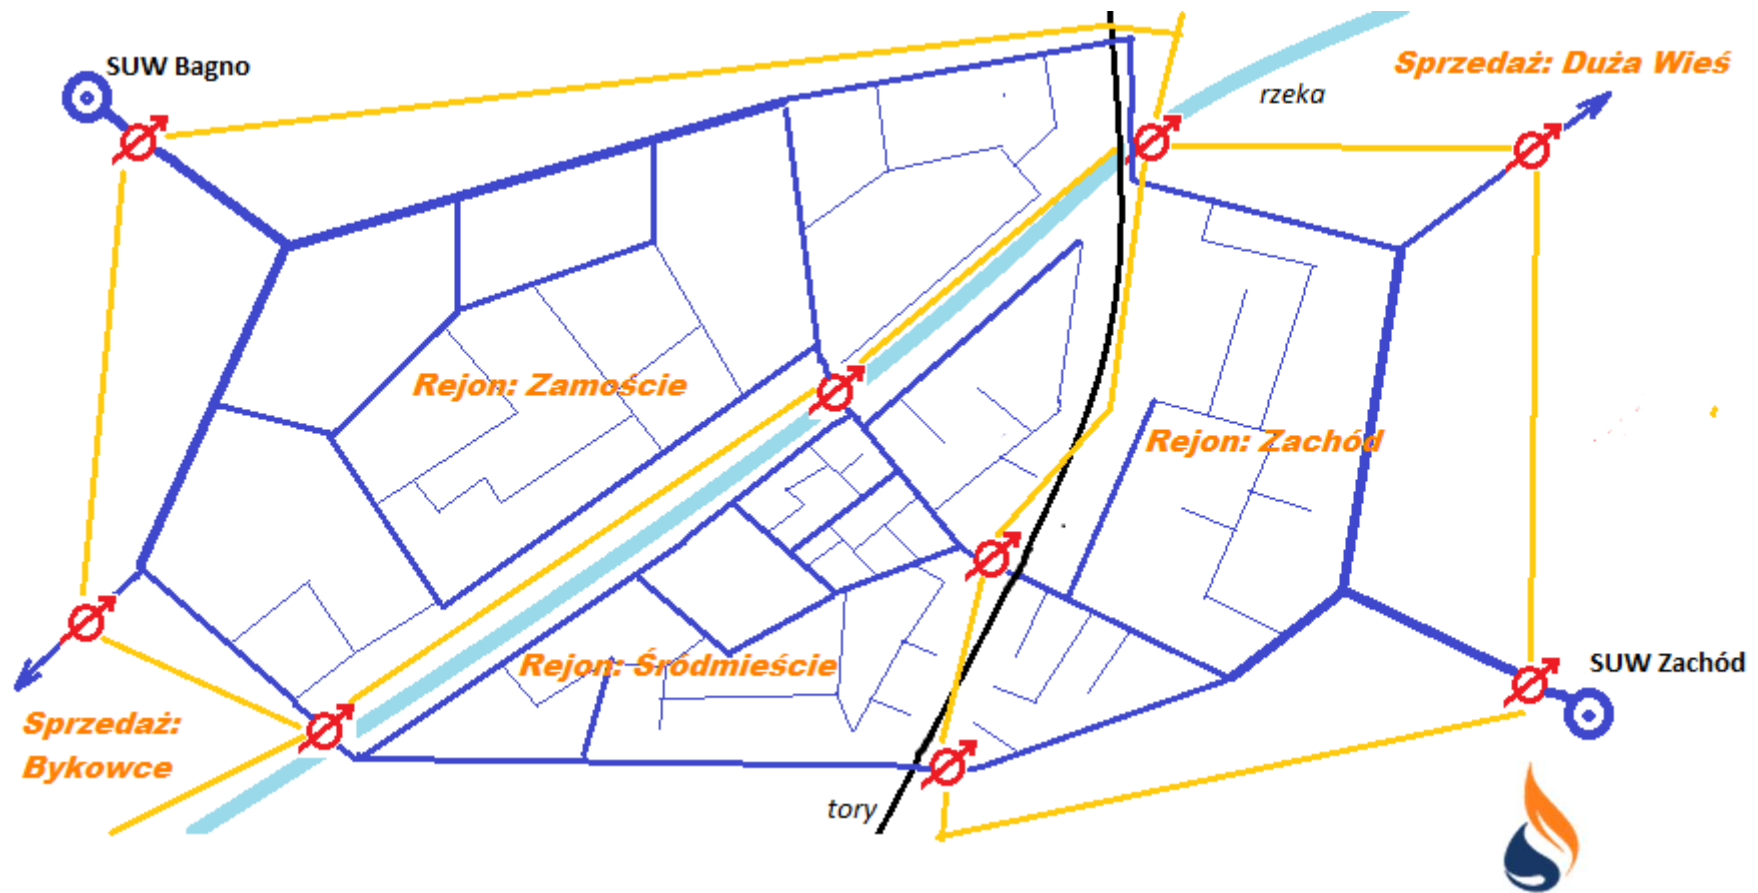 SUW Bagno
Sprzedaż: Duża Wieś
rzeka
Rejon: Zamoście
Rejon: Zachód
Rejon: Śródmieście
SUW Zachód
Sprzedaż:
Bykowce
tory